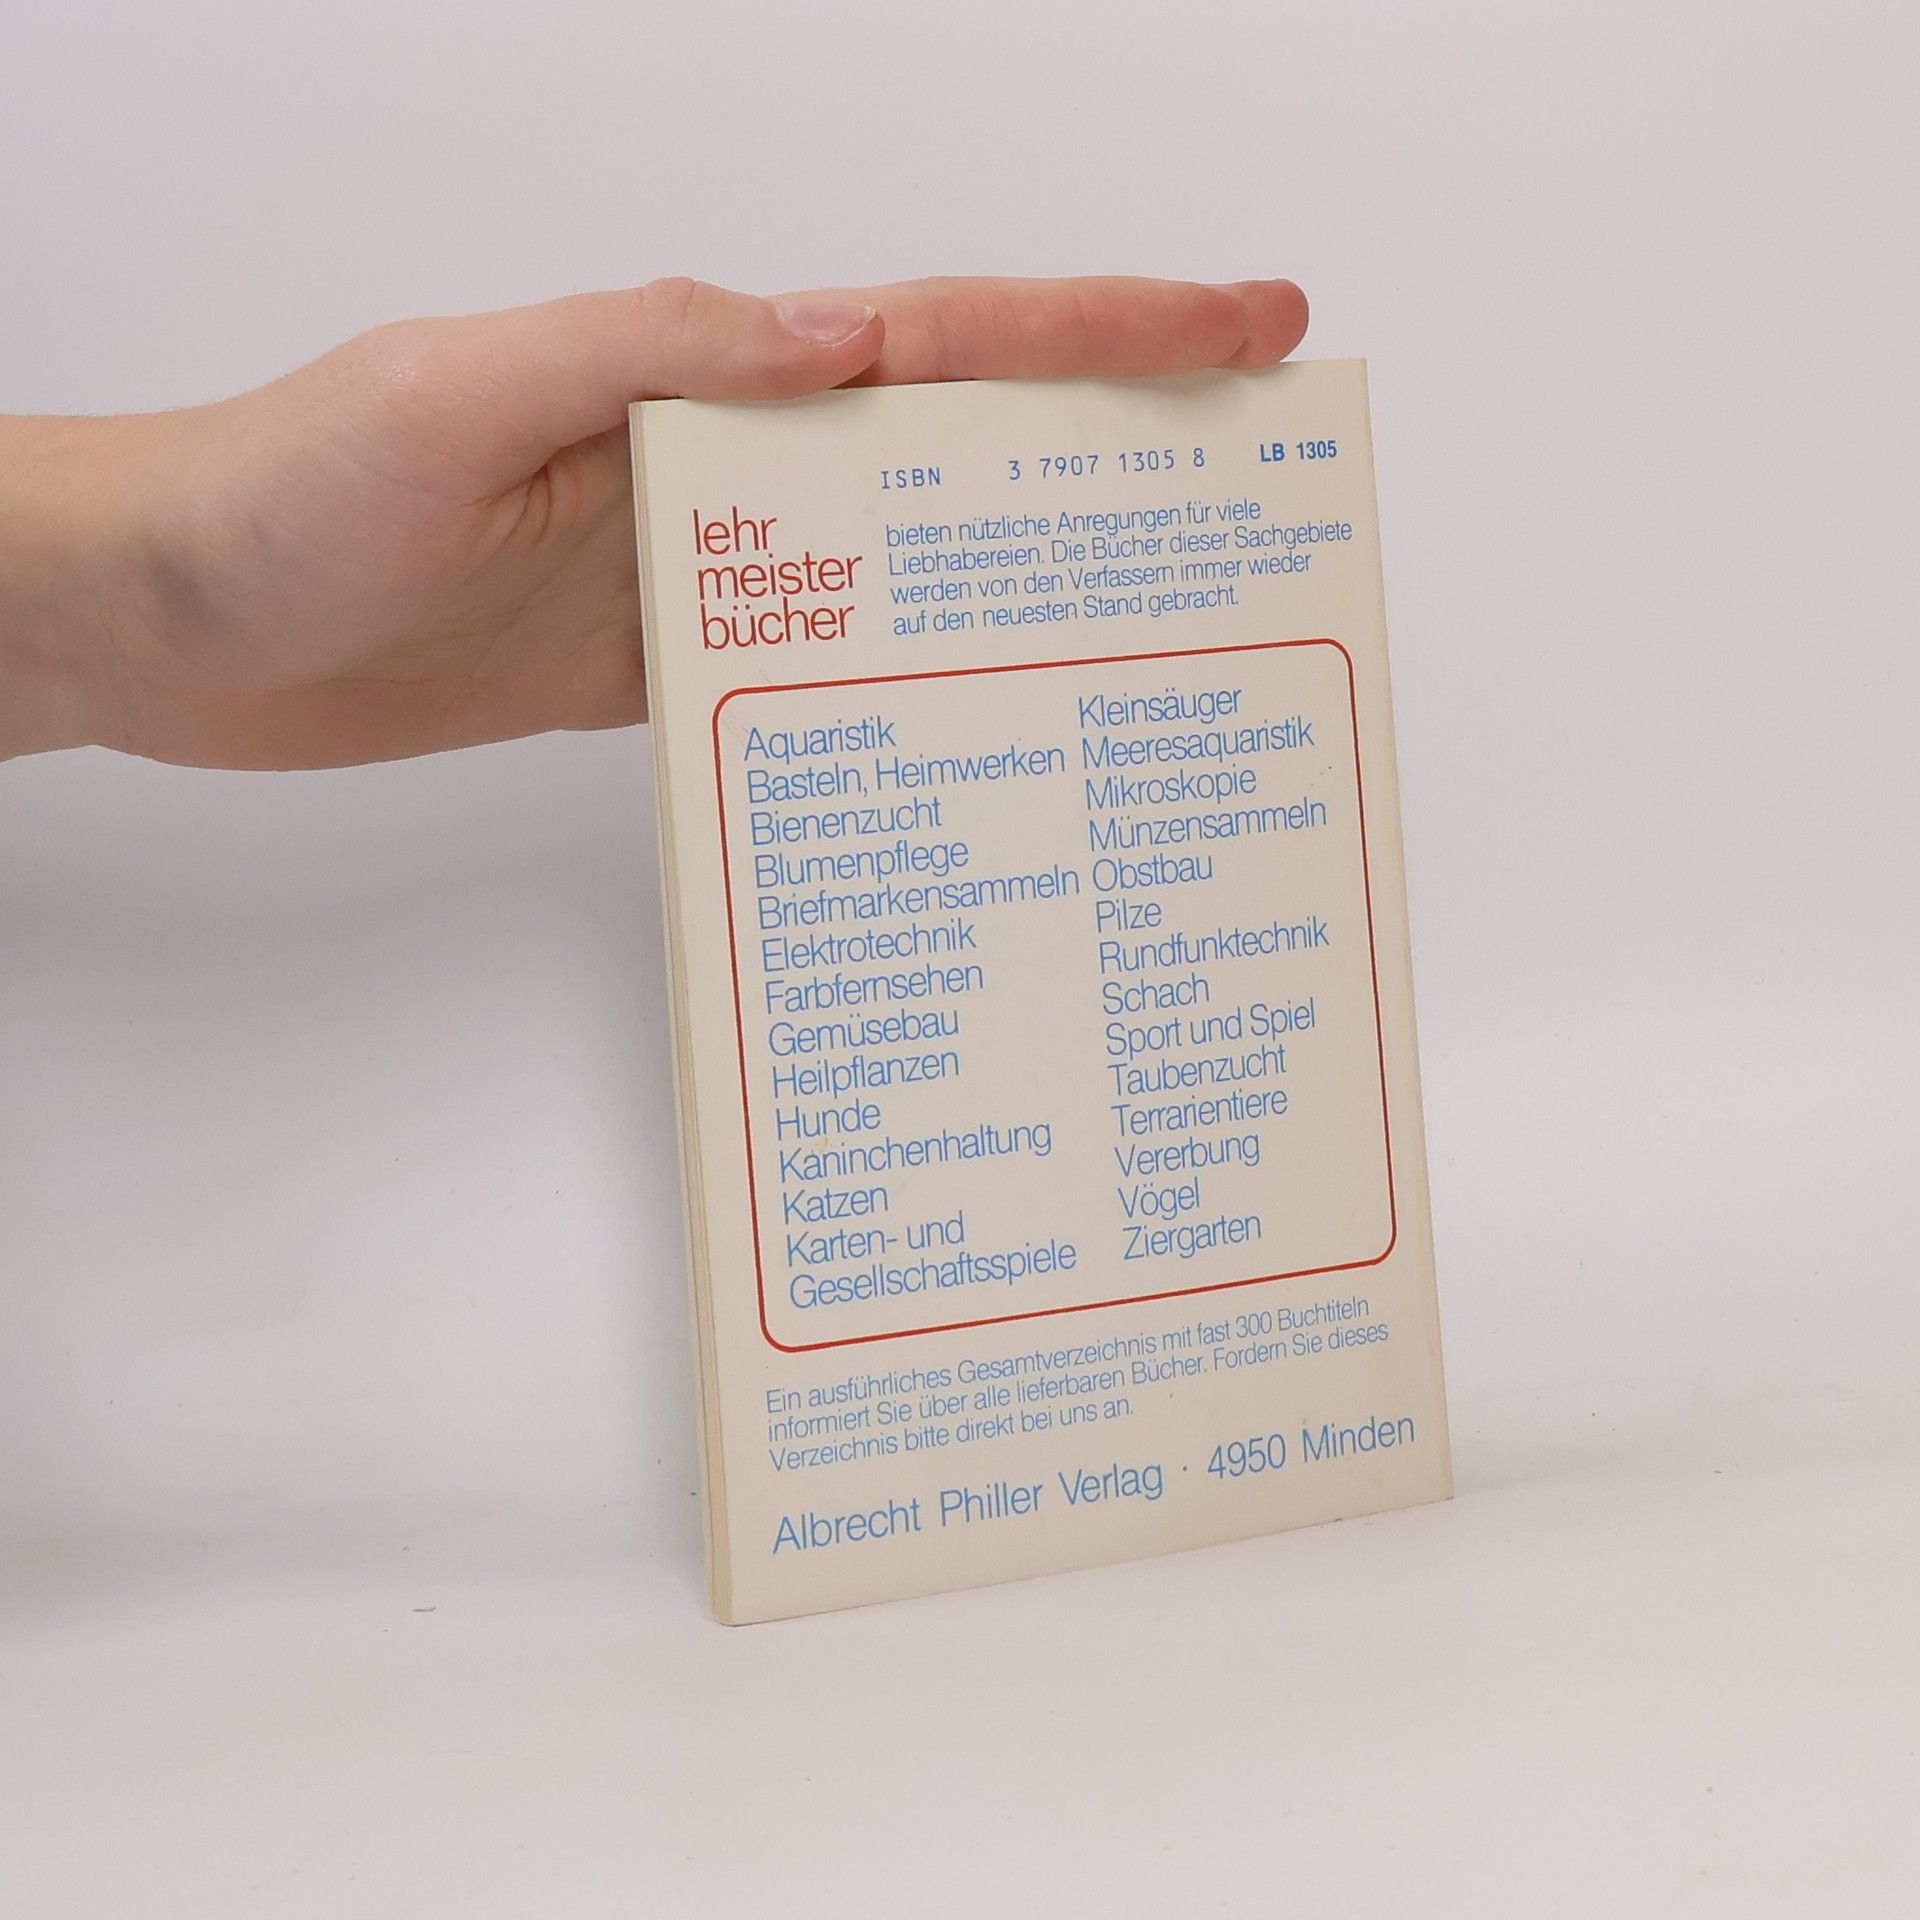 ISBN 3 7907 1305 8 LB 1305
lehr
meister
bücher
bieten nützliche Anregungen für viele
Liebhabereien. Die Bücher dieser Sachgebiete
werden von den Verfassern immer wieder
auf den neuesten Stand gebracht.
Aquaristik
Basteln, Heimwerken
Bienenzucht
Blumenpflege
Briefmarkensammeln
Elektrotechnik
Farbfernsehen
Gemüsebau
Heilpflanzen
Hunde
Kaninchenhaltung
Katzen
Karten- und
Gesellschaftsspiele
Kleinsäuger
Meeresaquaristik
Mikroskopie
Münzensammeln
Obstbau
Pilze
Rundfunktechnik
Schach
Sport und Spiel
Taubenzucht
Terrarientiere
Vererbung
Vögel
Ziergarten
Ein ausführliches Gesamtverzeichnis mit fast 300 Buchtiteln
informiert Sie über alle lieferbaren Bücher. Fordern Sie dieses
Verzeichnis bitte direkt bei uns an.
Albrecht Philler Verlag · 4950 Minden